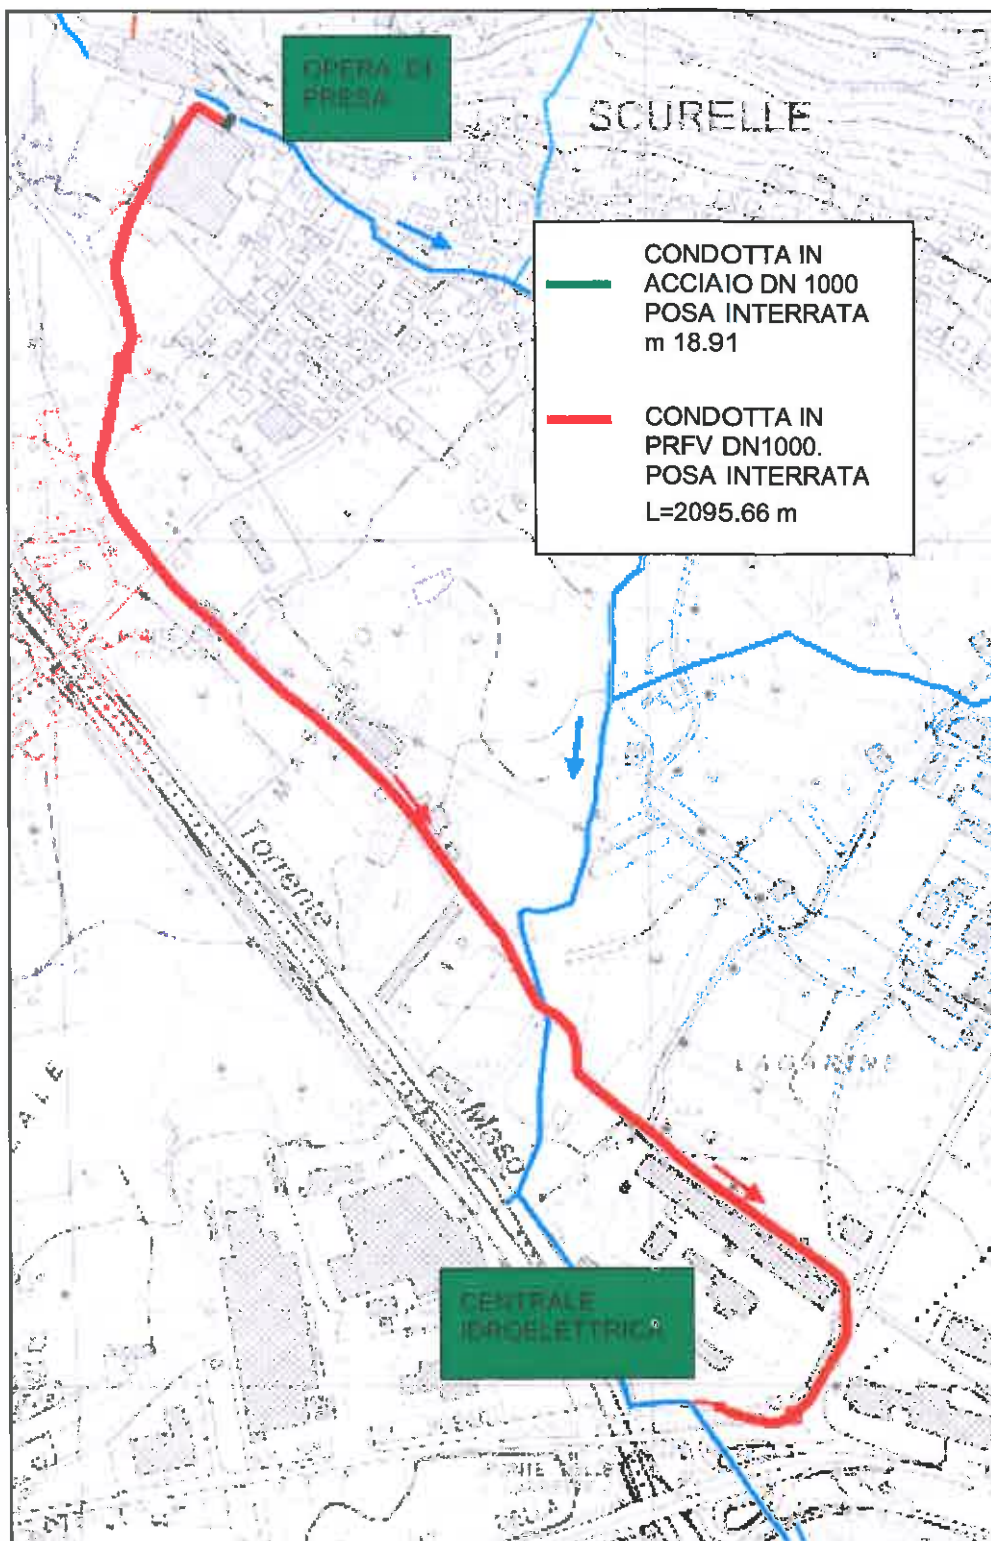 OPERA DI
PRESA
SCURELLE
CONDOTTA IN
ACCIAIO DN 1000
POSA INTERRATA
m 18.91
CONDOTTA IN
PRFV DN1000.
POSA INTERRATA
L=2095.66 m
Torrente
Maso
CENTRALE
IDROELETTRICA